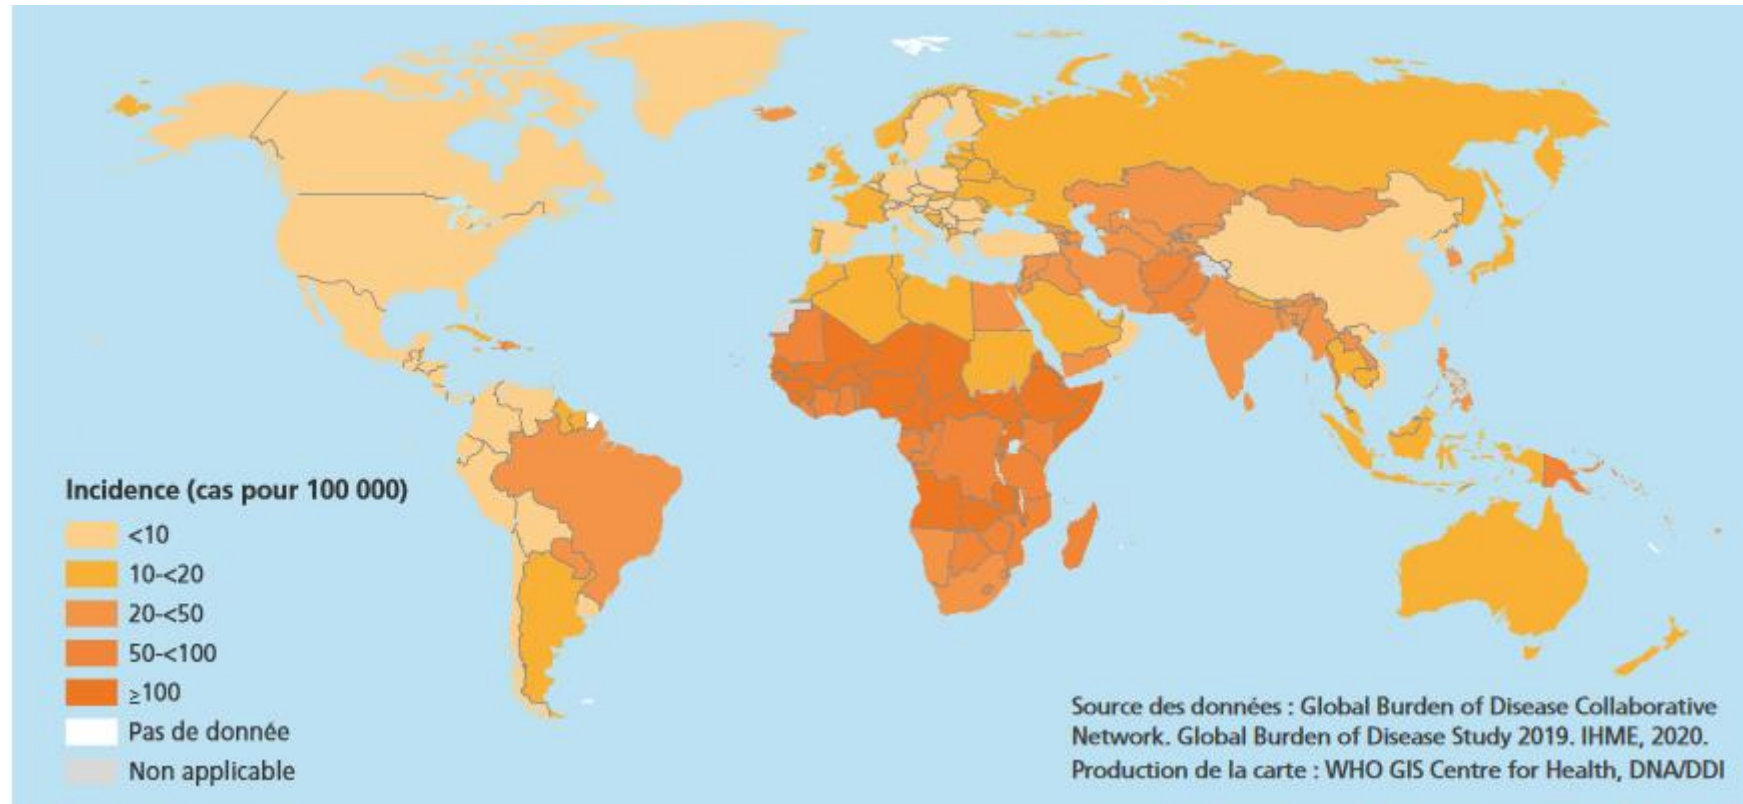 Incidence (cas pour 100 000)
<10
10-<20
20-<50
50-<100
≥100
Pas de donnée
Non applicable
Source des données : Global Burden of Disease Collaborative
Network. Global Burden of Disease Study 2019. IHME, 2020.
Production de la carte : WHO GIS Centre for Health, DNA/DDI